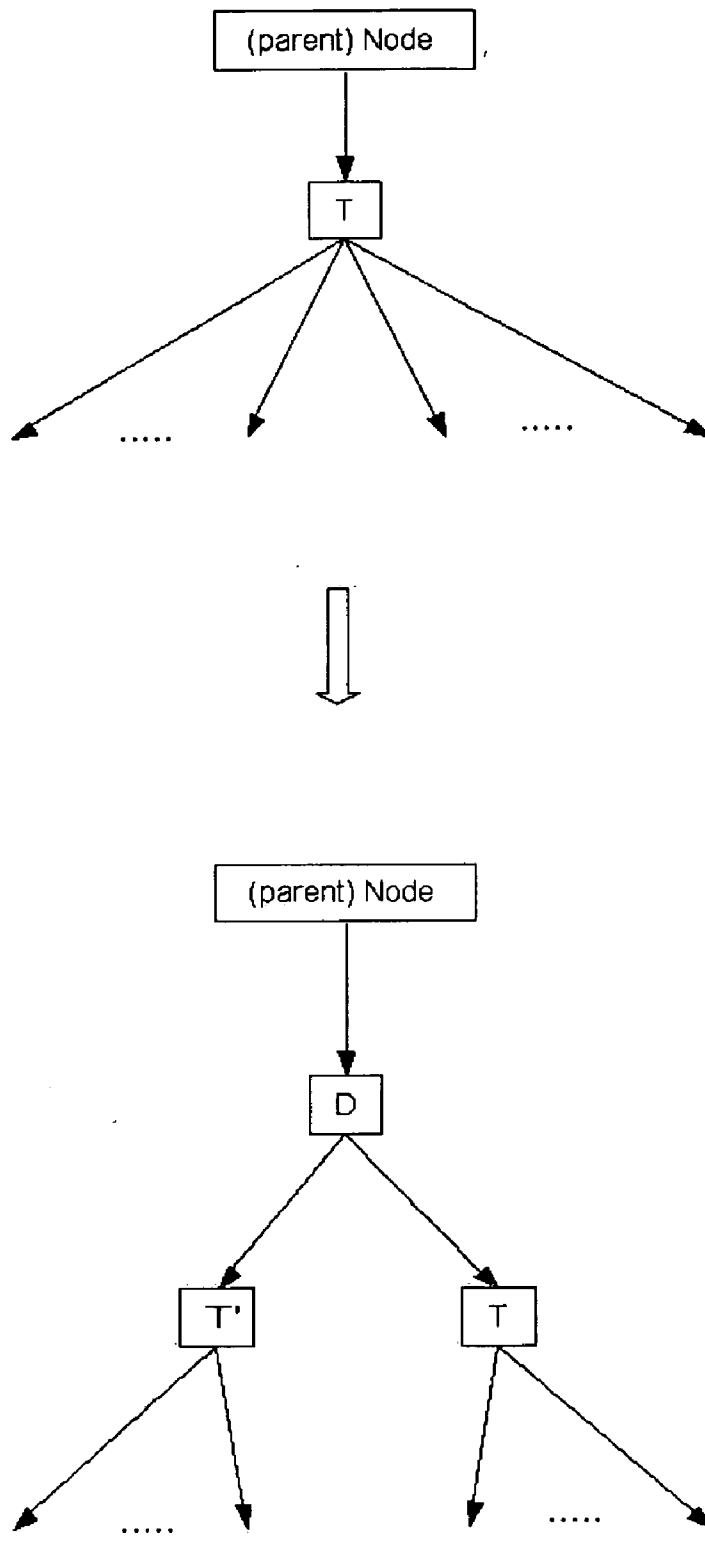 (parent) Node
T
..... .....
(parent) Node
D
T' T
..... .....